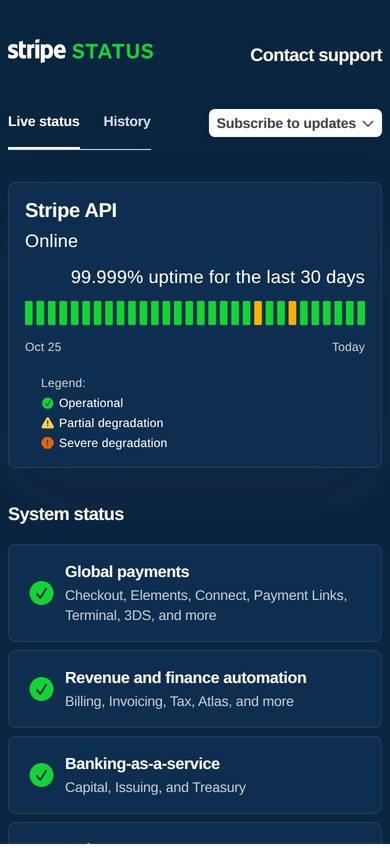 stripe STATUS
Contact support
Live status
History
Subscribe to updates
Stripe API
Online
99.999% uptime for the last 30 days
Oct 25
Today
Legend:
Operational
Partial degradation
Severe degradation
System status
Global payments
Checkout, Elements, Connect, Payment Links,
Terminal, 3DS, and more
Revenue and finance automation
Billing, Invoicing, Tax, Atlas, and more
Banking-as-a-service
Capital, Issuing, and Treasury